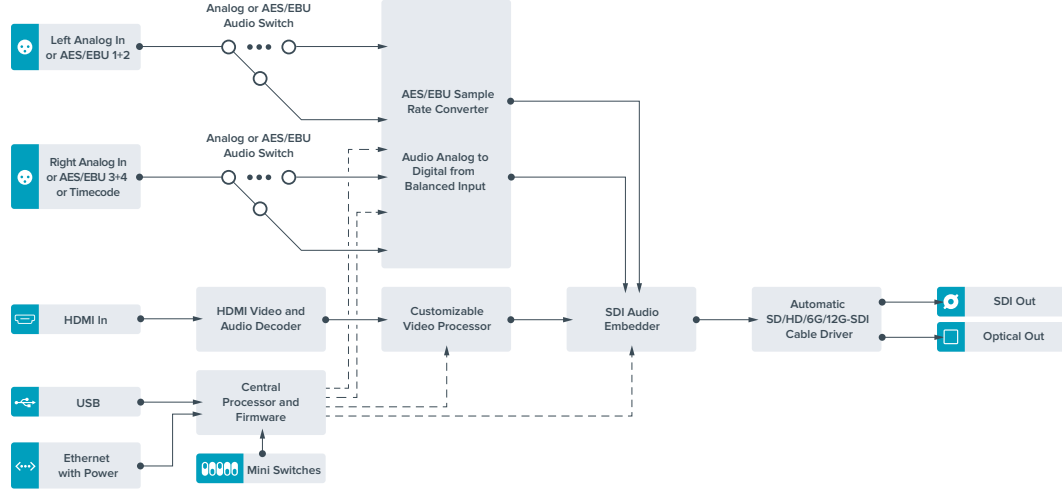 Analog or AES/EBU
Audio Switch
Left Analog In
or AES/EBU 1+2
AES/EBU Sample
Rate Converter
Analog or AES/EBU
Audio Switch
Right Analog In
or AES/EBU 3+4
or Timecode
Audio Analog to
Digital from
Balanced Input
HDMI In
HDMI Video and
Audio Decoder
Customizable
Video Processor
SDI Audio
Embedder
Automatic
SD/HD/6G/12G-SDI
Cable Driver
SDI Out
Optical Out
USB
Central
Processor and
Firmware
Ethernet
with Power
Mini Switches